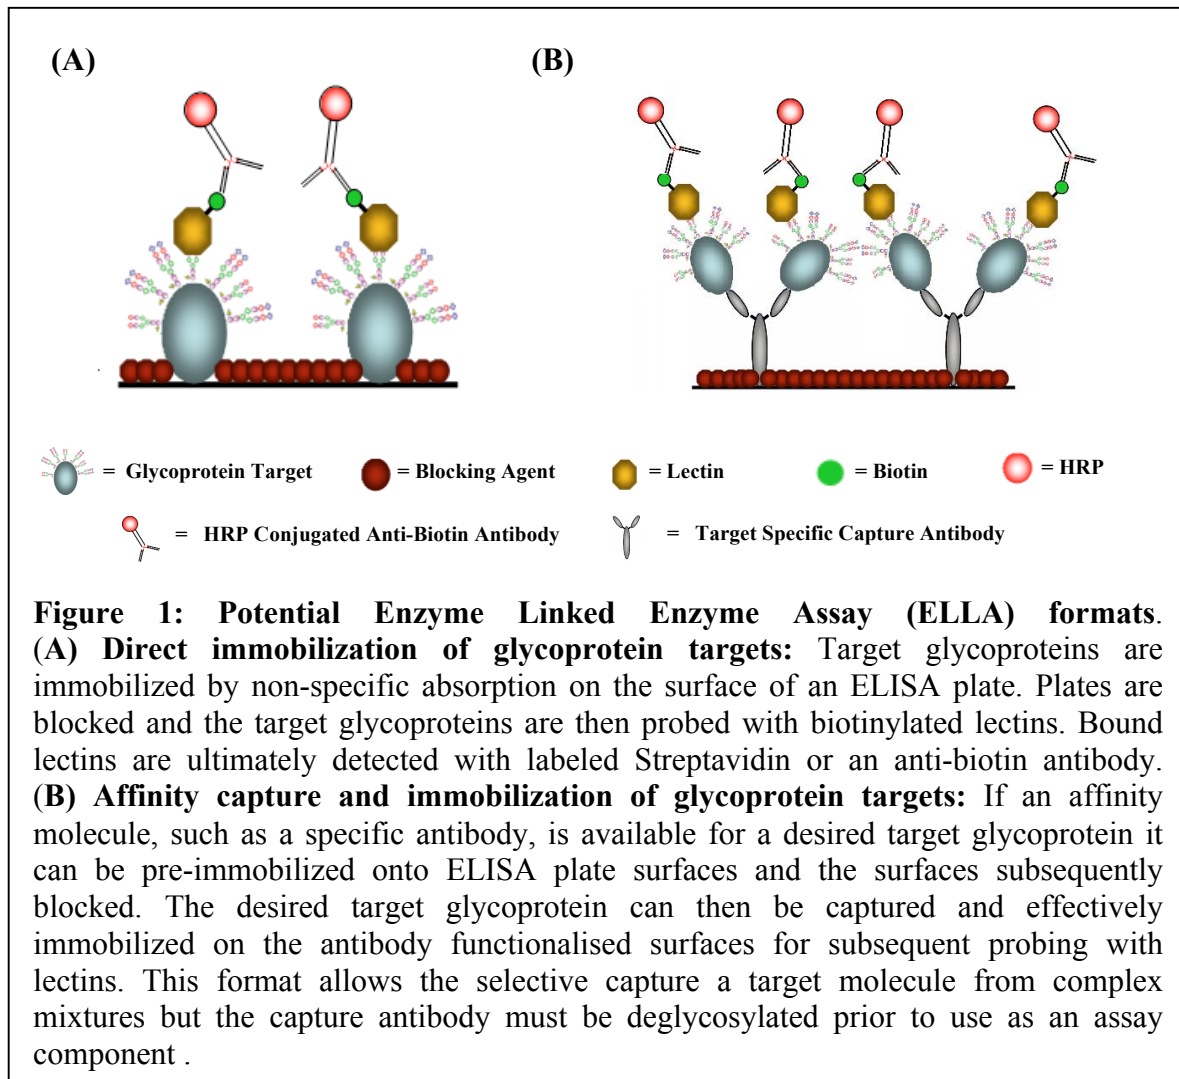 (A) (B)
= Glycoprotein Target = Blocking Agent = Lectin = Biotin = HRP
= HRP Conjugated Anti-Biotin Antibody = Target Specific Capture Antibody
Figure 1: Potential Enzyme Linked Enzyme Assay (ELLA) formats.
(A) Direct immobilization of glycoprotein targets: Target glycoproteins are
immobilized by non-specific absorption on the surface of an ELISA plate. Plates are
blocked and the target glycoproteins are then probed with biotinylated lectins. Bound
lectins are ultimately detected with labeled Streptavidin or an anti-biotin antibody.
(B) Affinity capture and immobilization of glycoprotein targets: If an affinity
molecule, such as a specific antibody, is available for a desired target glycoprotein it
can be pre-immobilized onto ELISA plate surfaces and the surfaces subsequently
blocked. The desired target glycoprotein can then be captured and effectively
immobilized on the antibody functionalised surfaces for subsequent probing with
lectins. This format allows the selective capture a target molecule from complex
mixtures but the capture antibody must be deglycosylated prior to use as an assay
component .